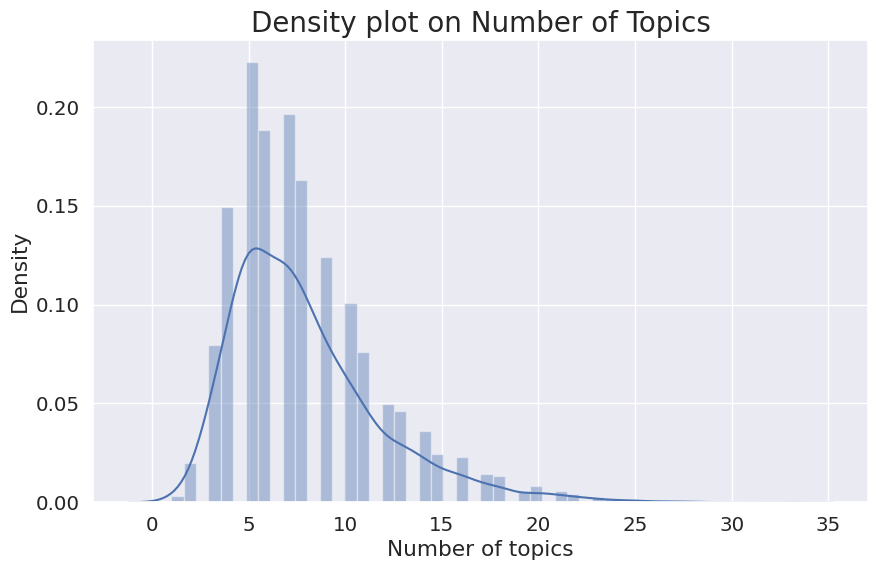 Density plot on Number of Topics
Density
0.20
0.15
0.10
0.05
0.00
0 5 10 15 20 25 30 35
Number of topics